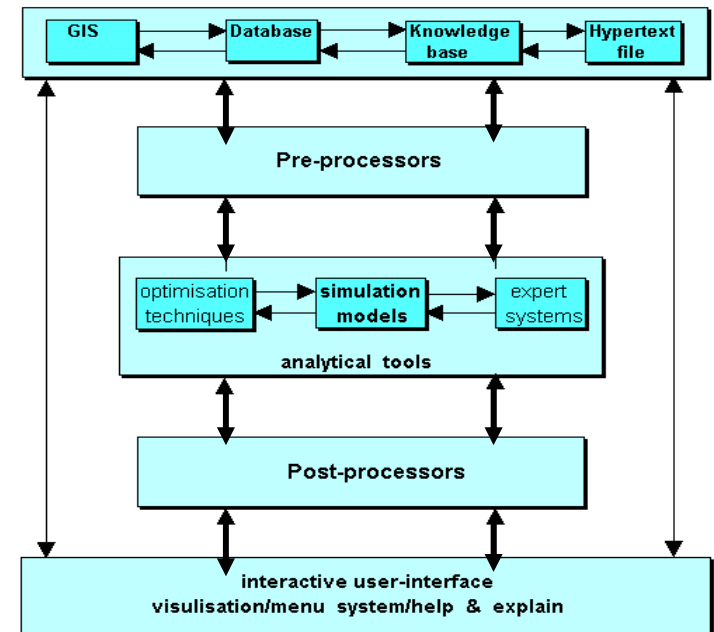 GIS
Database
Knowledge
base
Hypertext
file
Pre-processors
optimisation
techniques
simulation
models
expert
systems
analytical tools
Post-processors
interactive user-interface
visulisation/menu system/help & explain